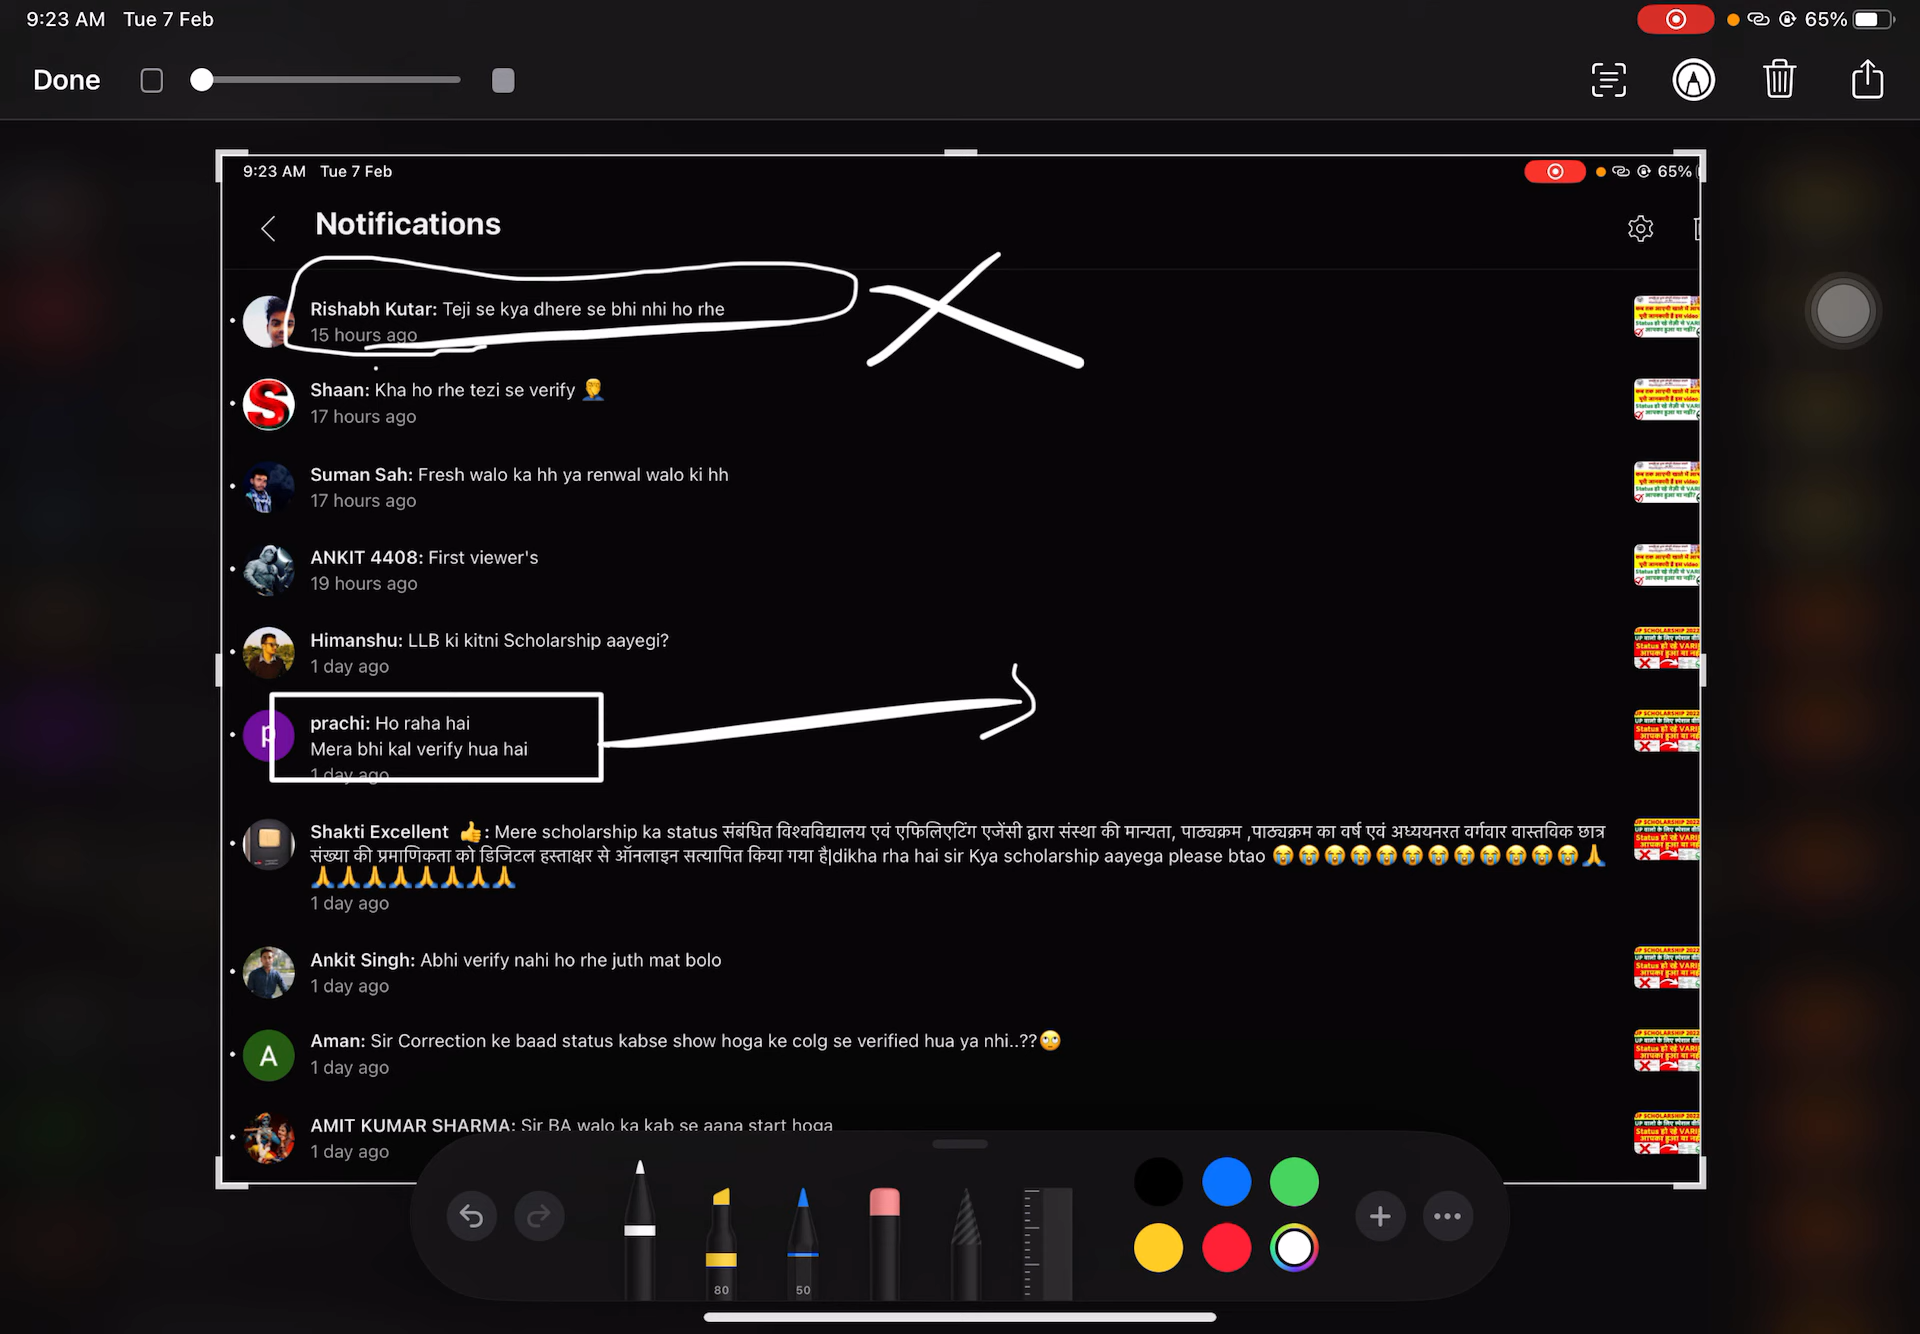 9:23 AM Tue 7 Feb
65%
Done
9:23 AM Tue 7 Feb
65%
Notifications
Rishabh Kutar: Teji se kya dhere se bhi nhi ho rhe
15 hours ago
Shaan: Kha ho rhe tezi se verify 🤦‍♂️
17 hours ago
Suman Sah: Fresh walo ka hh ya renwal walo ki hh
17 hours ago
ANKIT 4408: First viewer's
19 hours ago
Himanshu: LLB ki kitni Scholarship aayegi?
1 day ago
P
prachi: Ho raha hai
Mera bhi kal verify hua hai
1 day ago
Shakti Excellent 👍: Mere scholarship ka status संबंधित विश्वविद्यालय एवं एफिलिएटिंग एजेंसी द्वारा संस्था की मान्यता, पाठ्यक्रम ,पाठ्यक्रम का वर्ष एवं अध्ययनरत वर्गवार वास्तविक छात्र
संख्या की प्रमाणिकता को डिजिटल हस्ताक्षर से ऑनलाइन सत्यापित किया गया है|dikha rha hai sir Kya scholarship aayega please btao 😭😭😭😭😭😭😭😭😭😭😭😭🙏
🙏🙏🙏🙏🙏🙏🙏🙏
1 day ago
Ankit Singh: Abhi verify nahi ho rhe juth mat bolo
1 day ago
A
Aman: Sir Correction ke baad status kabse show hoga ke colg se verified hua ya nhi..??🙄
1 day ago
AMIT KUMAR SHARMA: Sir BA walo ka kab se aana start hoga
1 day ago
80
50